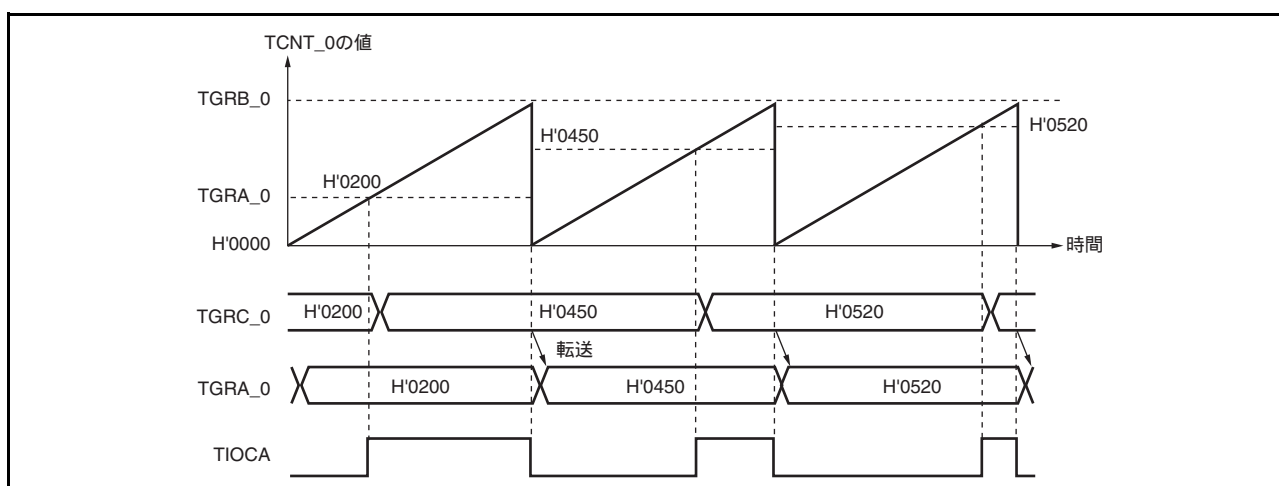 TCNT_0の値
TGRB_0
H'0450
H'0520
H'0200
TGRA_0
H'0000
時間
TGRC_0
H'0200
H'0450
H'0520
転送
TGRA_0
H'0200
H'0450
H'0520
TIOCA